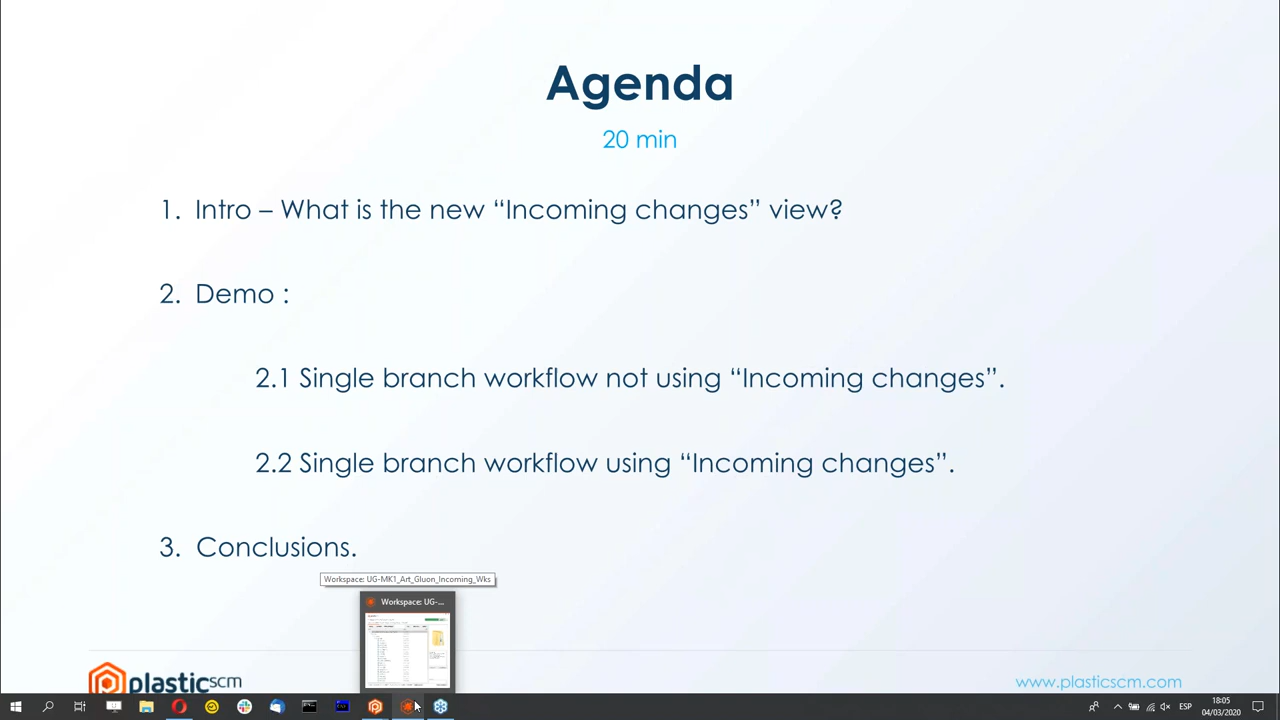 Agenda
20 min
1. Intro – What is the new “Incoming changes” view?
2. Demo :
2.1 Single branch workflow not using “Incoming changes”.
2.2 Single branch workflow using “Incoming changes”.
3. Conclusions.
Workspace: UG-MK1_Art_Gluon_Incoming_Wks
Workspace: UG-...
plasticscm
www.plasticscm.com
ESP
18:05
04/03/2020